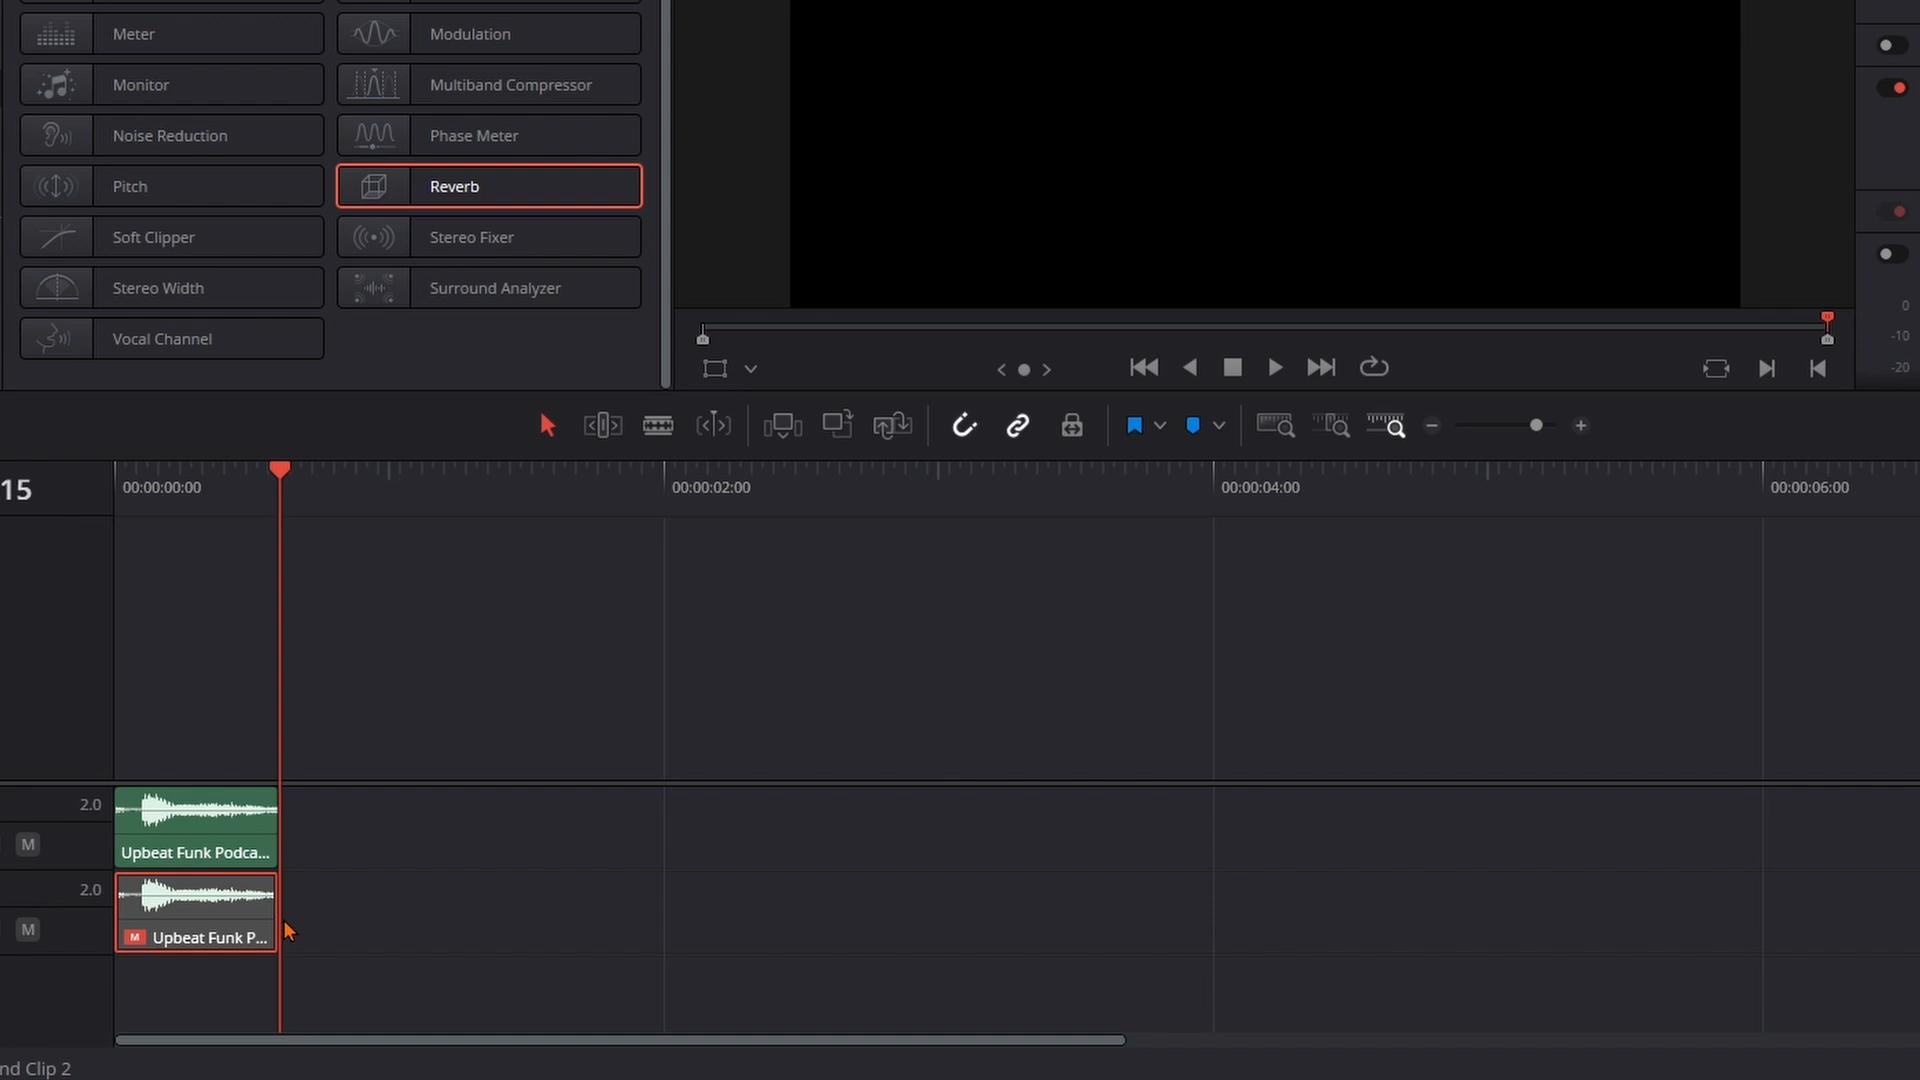 Meter
Modulation
Monitor
Multiband Compressor
Noise Reduction
Phase Meter
Pitch
Reverb
Soft Clipper
Stereo Fixer
Stereo Width
Surround Analyzer
Vocal Channel
0
-10
-20
15
00:00:00:00
00:00:02:00
00:00:04:00
00:00:06:00
2.0
M
Upbeat Funk Podca...
2.0
M
M Upbeat Funk P...
nd Clip 2